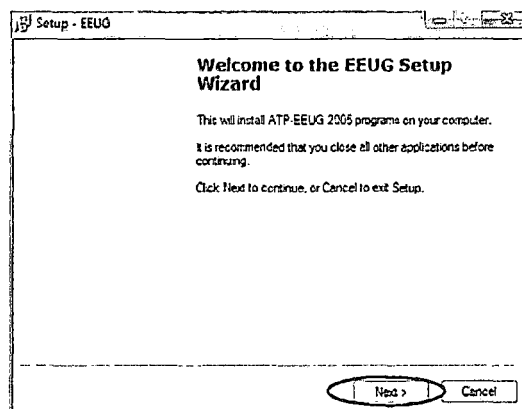 Setup - EEUG
Welcome to the EEUG Setup
Wizard
This will install ATP-EEUG 2005 programs on your computer.
It is recommended that you close all other applications before
continuing.
Click Next to continue, or Cancel to exit Setup.
Next >
Cancel